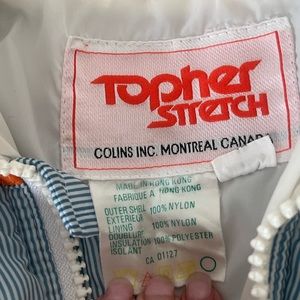 Topher
STRETCH
COLINS INC. MONTREAL CANADA
MADE IN HONG KONG
FABRIQUE A HONG KONG
OUTER SHELL 100% NYLON
EXTERIEUR
LINING 100% NYLON
DOUBLURE
INSULATION 100% POLYESTER
ISOLANT
CA 01127